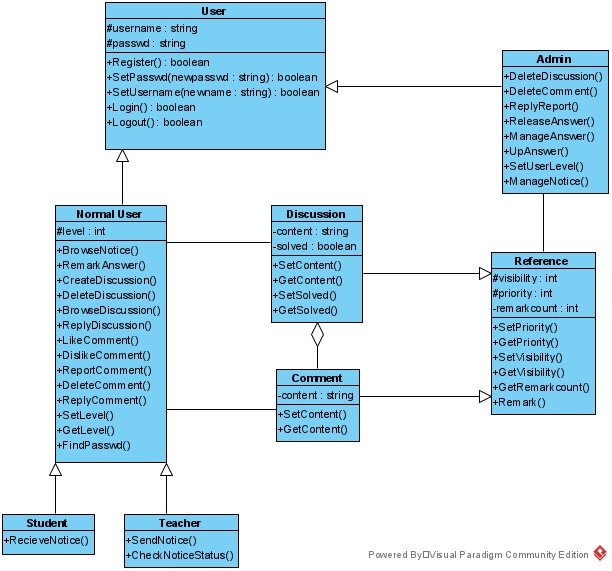 User
#username : string
#passwd : string
+Register() : boolean
+SetPasswd(newpasswd : string) : boolean
+SetUsername(newname : string) : boolean
+Login() : boolean
+Logout() : boolean
Admin
+DeleteDiscussion()
+DeleteComment()
+ReplyReport()
+ReleaseAnswer()
+ManageAnswer()
+UpAnswer()
+SetUserLevel()
+ManageNotice()
Normal User
#level : int
+BrowseNotice()
+RemarkAnswer()
+CreateDiscussion()
+DeleteDiscussion()
+BrowseDiscussion()
+ReplyDiscussion()
+LikeComment()
+DislikeComment()
+ReportComment()
+DeleteComment()
+ReplyComment()
+SetLevel()
+GetLevel()
+FindPasswd()
Discussion
-content : string
-solved : boolean
+SetContent()
+GetContent()
+SetSolved()
+GetSolved()
Reference
#visibility : int
#priority : int
-remarkcount : int
+SetPriority()
+GetPriority()
+SetVisibility()
+GetVisibility()
+GetRemarkcount()
+Remark()
Comment
-content : string
+SetContent()
+GetContent()
Student
+RecieveNotice()
Teacher
+SendNotice()
+CheckNoticeStatus()
Powered By□Visual Paradigm Community Edition